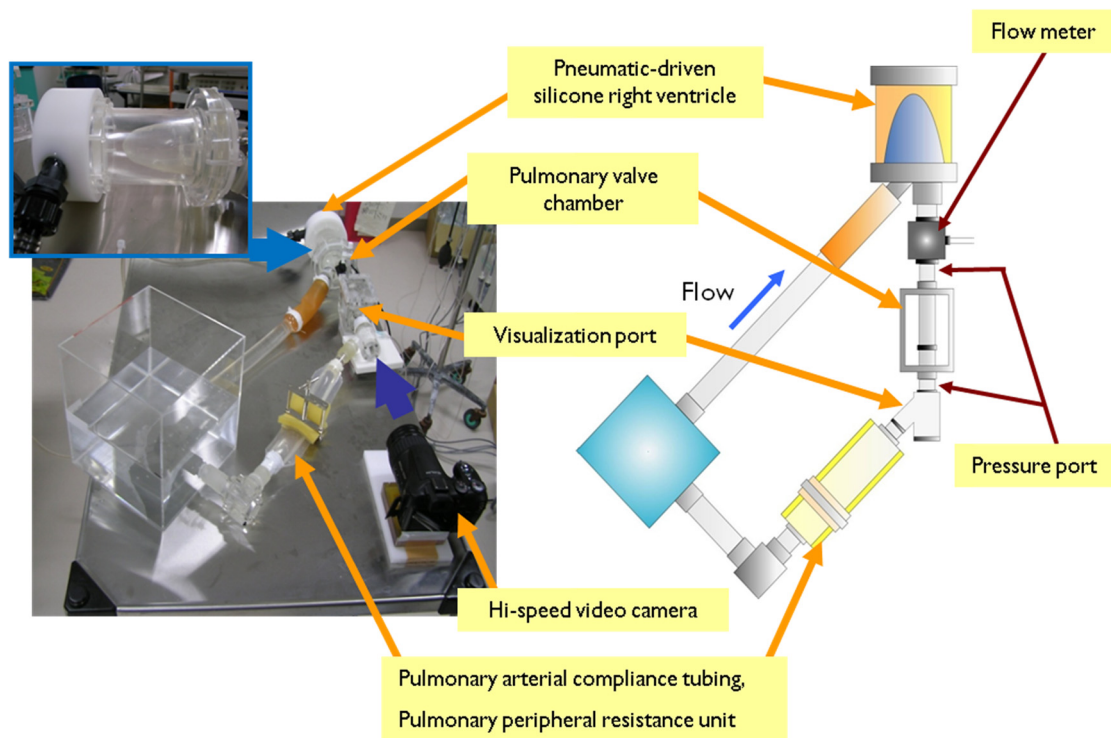 Flow meter
Pneumatic-driven
silicone right ventricle
Pulmonary valve
chamber
Flow
Visualization port
Pressure port
Hi-speed video camera
Pulmonary arterial compliance tubing,
Pulmonary peripheral resistance unit